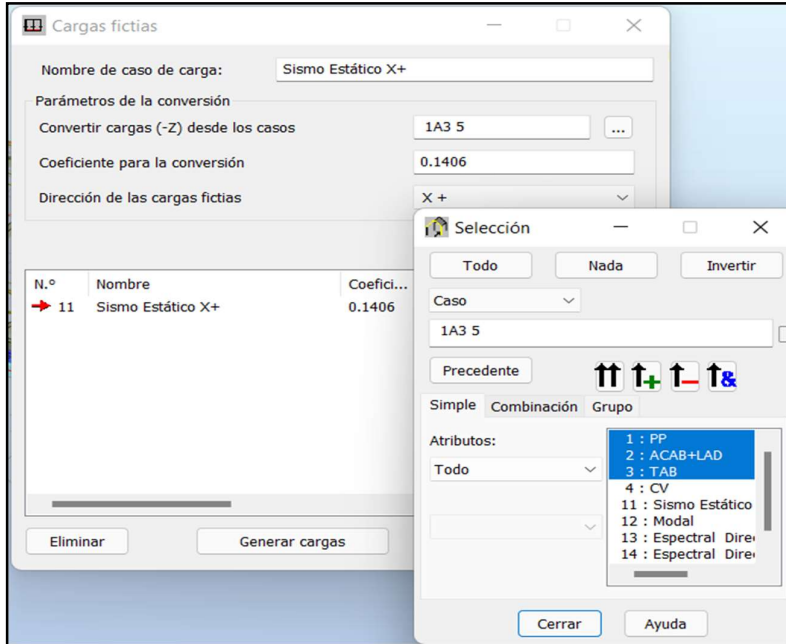 Cargas fictias
Nombre de caso de carga: Sismo Estático X+
Parámetros de la conversión
Convertir cargas (-Z) desde los casos 1A3 5 ...
Coeficiente para la conversión 0.1406
Dirección de las cargas fictias X +
N.º Nombre Coefici...
11 Sismo Estático X+ 0.1406
Eliminar Generar cargas
Selección
Todo Nada Invertir
Caso
1A3 5
Precedente
Simple Combinación Grupo
Atributos:
Todo
1 : PP
2 : ACAB+LAD
3 : TAB
4 : CV
11 : Sismo Estático
12 : Modal
13 : Espectral Dire
14 : Espectral Dire
Cerrar Ayuda